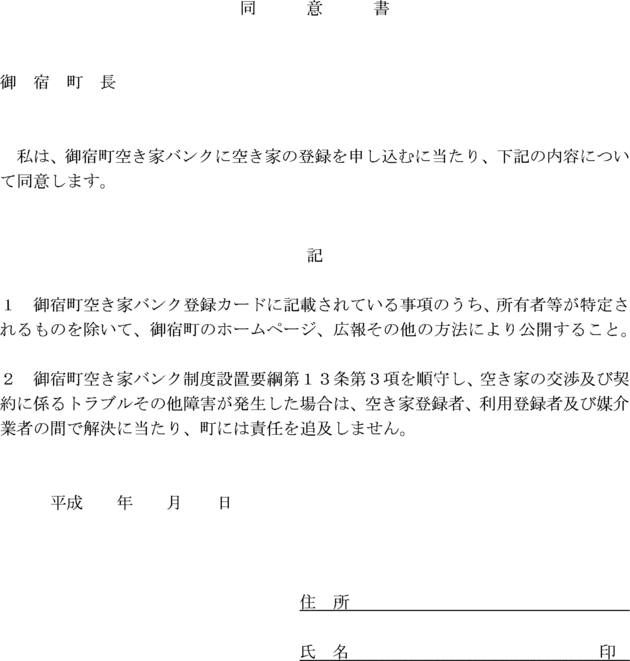 同　　意　　書
御　宿　町　長
　私は、御宿町空き家バンクに空き家の登録を申し込むに当たり、下記の内容につい
て同意します。
記
１　御宿町空き家バンク登録カードに記載されている事項のうち、所有者等が特定さ
れるものを除いて、御宿町のホームページ、広報その他の方法により公開すること。
２　御宿町空き家バンク制度設置要綱第１３条第３項を順守し、空き家の交渉及び契
約に係るトラブルその他障害が発生した場合は、空き家登録者、利用登録者及び媒介
業者の間で解決に当たり、町には責任を追及しません。
平成　　年　　月　　日
住　所
氏　名　　　　　　　　　　　　　　　印